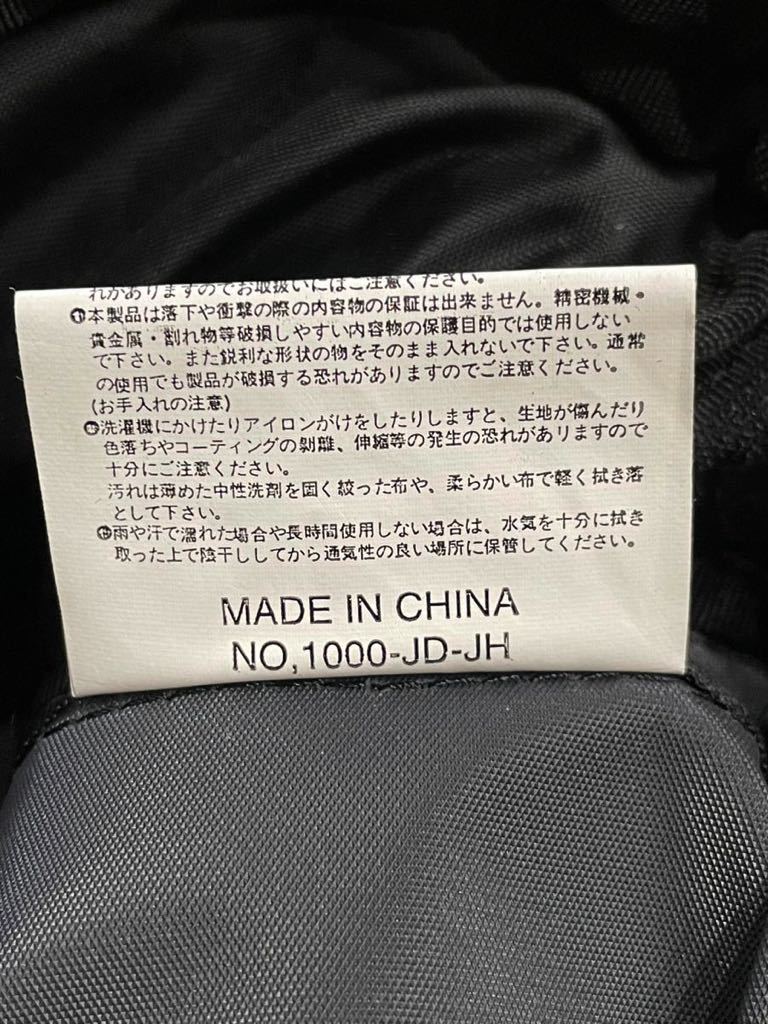 れがありますのでお取扱いにはご注意ください。
本製品は落下や衝撃の際の内容物の保証は出来ません。精密機械・
貴金属・割れ物等破損しやすい内容物の保護目的では使用しない
で下さい。また鋭利な形状の物をそのまま入れないで下さい。通常
の使用でも製品が破損する恐れがありますのでご注意ください。
(お手入れの注意)
洗濯機にかけたりアイロンがけをしたりしますと、生地が傷んだり
色落ちやコーティングの剥離、伸縮等の発生の恐れがありますので
十分にご注意ください。
汚れは薄めた中性洗剤を固く絞った布や、柔らかい布で軽く拭き落
として下さい。
雨や汗で濡れた場合や長時間使用しない場合は、水気を十分に拭き
取った上で陰干ししてから通気性の良い場所に保管してください。
MADE IN CHINA
NO,1000-JD-JH